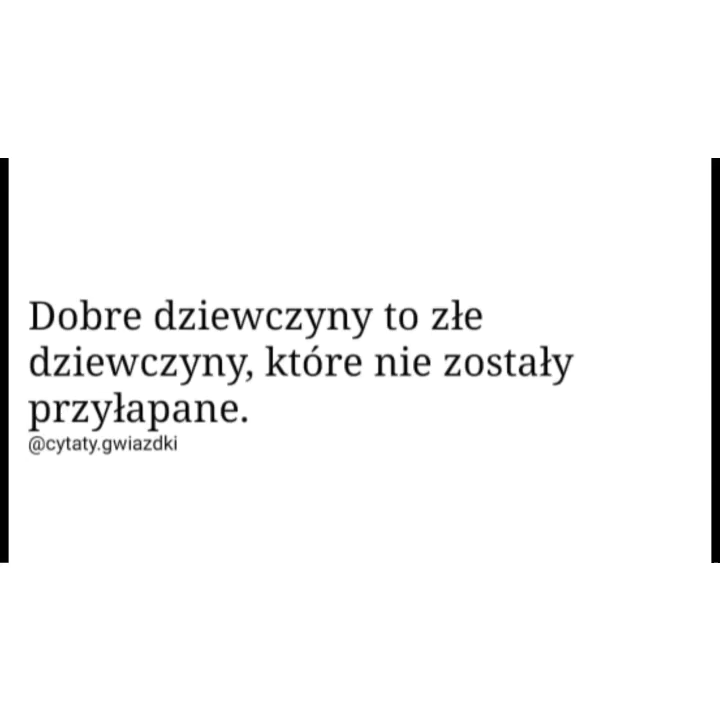 Dobre dziewczyny to złe
dziewczyny, które nie zostały
przyłapane.
@cytaty.gwiazdki